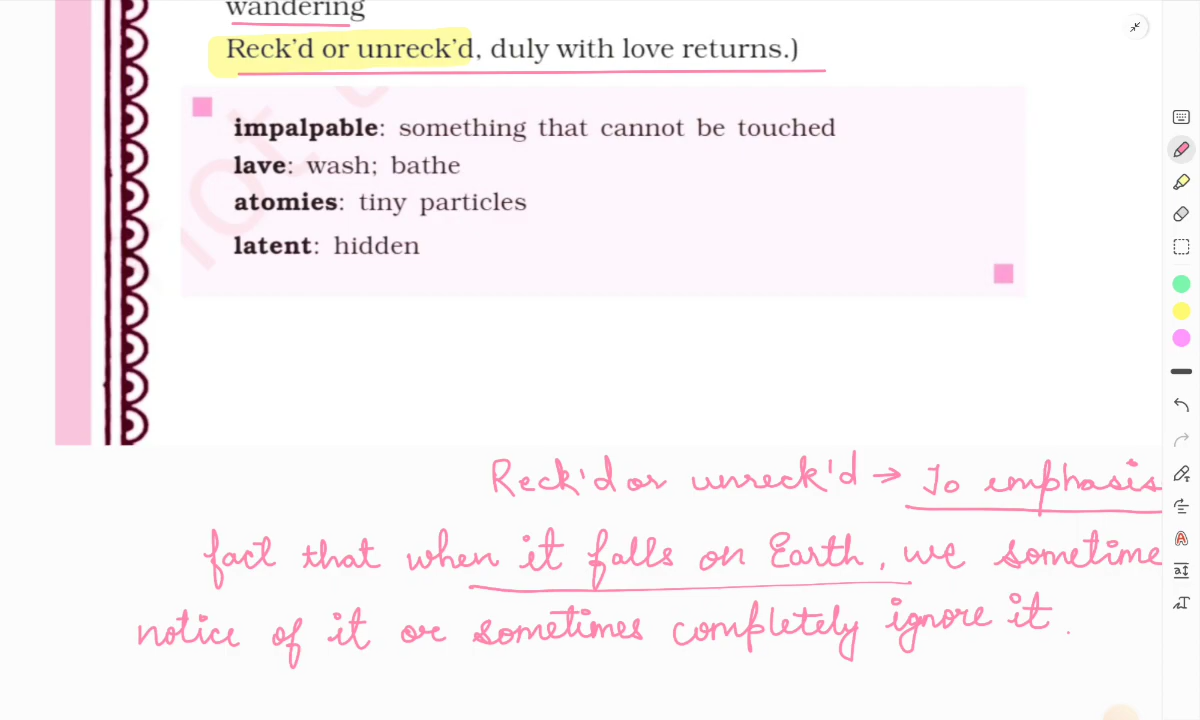 wandering
Reck'd or unreck'd, duly with love returns.)
impalpable: something that cannot be touched
lave: wash; bathe
atomies: tiny particles
latent: hidden
Reck'd or unreck'd → To emphasis
fact that when it falls on Earth, we sometime
notice of it or sometimes completely ignore it.